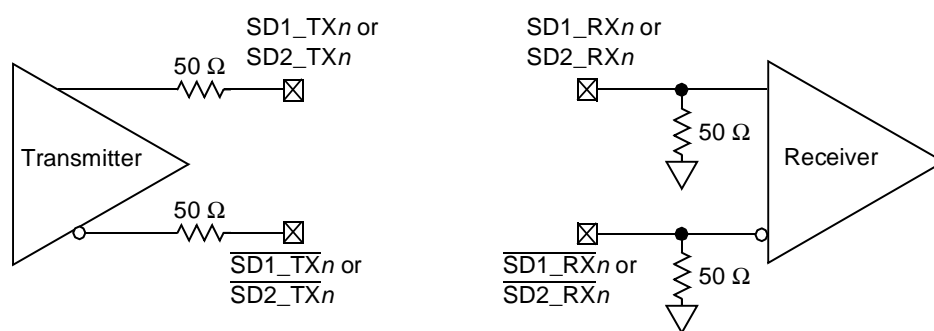 SD1_TXn or
SD2_TXn
50 Ω
Transmitter
50 Ω
SD1_TXn or
SD2_TXn
SD1_RXn or
SD2_RXn
50 Ω
Receiver
SD1_RXn or
SD2_RXn
50 Ω